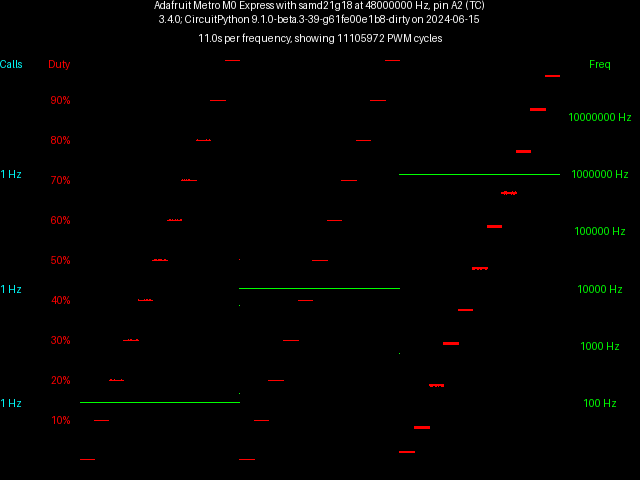 Adafruit Metro M0 Express with samd21g18 at 48000000 Hz, pin A2 (TC)
3.4.0; CircuitPython 9.1.0-beta.3-39-g61fe00e1b8-dirty on 2024-06-15
11.0s per frequency, showing 11105972 PWM cycles
Calls Duty Freq
90% 10000000 Hz
80%
1 Hz 70% 1000000 Hz
60% 100000 Hz
50%
1 Hz 40% 10000 Hz
30% 1000 Hz
20%
1 Hz 10% 100 Hz